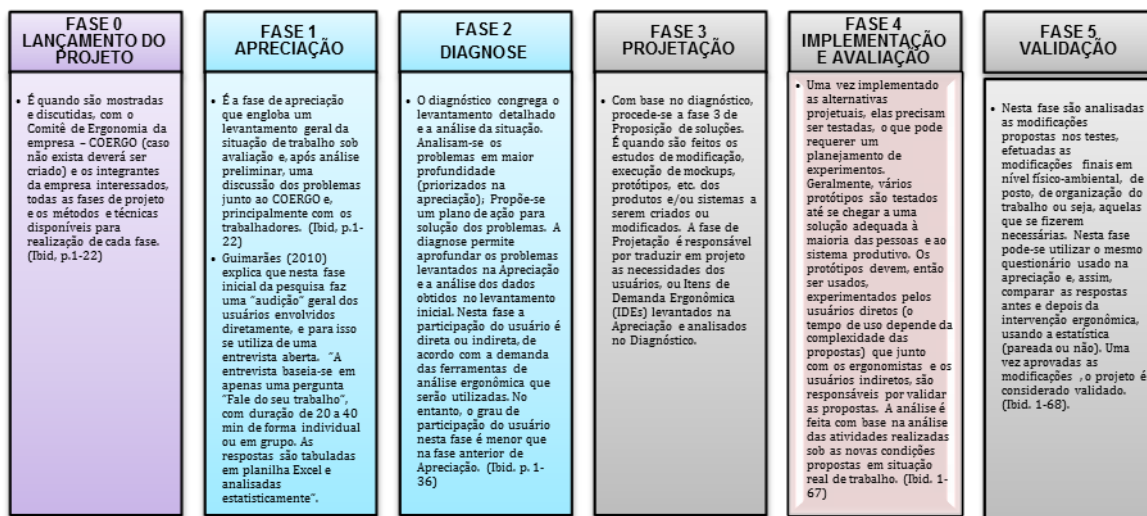 FASE 0
LANÇAMENTO DO
PROJETO
• É quando são mostradas
e discutidas, com o
Comitê de Ergonomia da
empresa – COERGO (caso
não exista deverá ser
criado) e os integrantes
da empresa interessados,
todas as fases de projeto
e os métodos e técnicas
disponíveis para
realização de cada fase.
(Ibid, p.1-22)
FASE 1
APRECIAÇÃO
• É a fase de apreciação
que engloba um
levantamento geral da
situação de trabalho sob
avaliação e, após análise
preliminar, uma
discussão dos problemas
junto ao COERGO e,
principalmente com os
trabalhadores. (Ibid, p.1-
22)
• Guimarães (2010)
explica que nesta fase
inicial da pesquisa faz
uma "audição" geral dos
usuários envolvidos
diretamente, e para isso
se utiliza de uma
entrevista aberta. "A
entrevista baseia-se em
apenas uma pergunta
"Fale do seu trabalho",
com duração de 20 a 40
min de forma individual
ou em grupo. As
respostas são tabuladas
em planilha Excel e
analisadas
estatisticamente".
FASE 2
DIAGNOSE
• O diagnóstico congrega o
levantamento detalhado
e a análise da situação.
Analisam-se os
problemas em maior
profundidade
(priorizados na
apreciação); Propõe-se
um plano de ação para
solução dos problemas. A
diagnose permite
aprofundar os problemas
levantados na Apreciação
e a análise dos dados
obtidos no levantamento
inicial. Nesta fase a
participação do usuário é
direta ou indireta, de
acordo com a demanda
das ferramentas de
análise ergonômica que
serão utilizadas. No
entanto, o grau de
participação do usuário
nesta fase é menor que
na fase anterior de
Apreciação. (Ibid. p. 1-
36)
FASE 3
PROJETAÇÃO
• Com base no diagnóstico,
procede-se a fase 3 de
Proposição de soluções.
É quando são feitos os
estudos de modificação,
execução de mockups,
protótipos, etc. dos
produtos e/ou sistemas a
serem criados ou
modificados. A fase de
Projetação é responsável
por traduzir em projeto
as necessidades dos
usuários, ou Itens de
Demanda Ergonômica
(IDEs) levantados na
Apreciação e analisados
no Diagnóstico.
FASE 4
IMPLEMENTAÇÃO
E AVALIAÇÃO
• Uma vez implementado
as alternativas
projetuais, elas precisam
ser testadas, o que pode
requerer um
planejamento de
experimentos.
Geralmente, vários
protótipos são testados
até se chegar a uma
solução adequada à
maioria das pessoas e ao
sistema produtivo. Os
protótipos devem, então
ser usados,
experimentados pelos
usuários diretos (o
tempo de uso depende da
complexidade das
propostas) que junto
com os ergonomistas e os
usuários indiretos, são
responsáveis por validar
as propostas. A análise é
feita com base na análise
das atividades realizadas
sob as novas condições
propostas em situação
real de trabalho. (Ibid. 1-
67)
FASE 5
VALIDAÇÃO
• Nesta fase são analisadas
as modificações
propostas nos testes,
efetuadas as
modificações finais em
nível físico-ambiental, de
posto, de organização do
trabalho ou seja, aquelas
que se fizerem
necessárias. Nesta fase
pode-se utilizar o mesmo
questionário usado na
apreciação e, assim,
comparar as respostas
antes e depois da
intervenção ergonômica,
usando a estatística
(pareada ou não). Uma
vez aprovadas as
modificações , o projeto é
considerado validado.
(Ibid. 1-68).